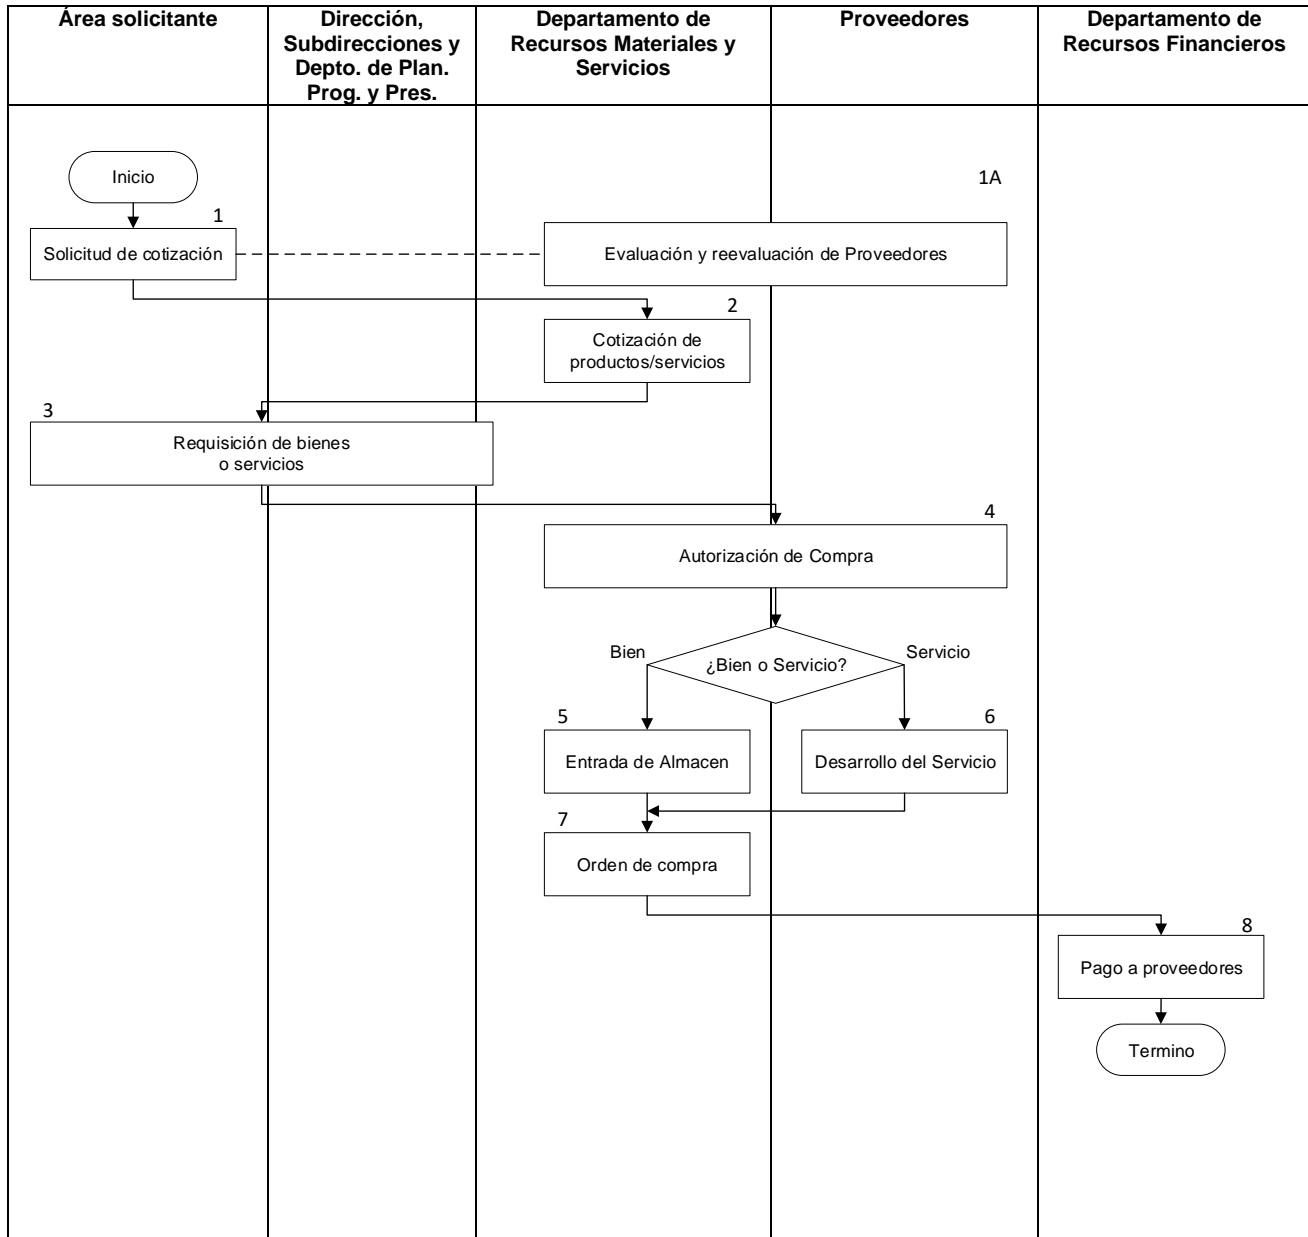 Área solicitante
Dirección,
Subdirecciones y
Depto. de Plan.
Prog. y Pres.
Departamento de
Recursos Materiales y
Servicios
Proveedores
Departamento de
Recursos Financieros
Inicio
1A
1
Solicitud de cotización
Evaluación y reevaluación de Proveedores
2
Cotización de
productos/servicios
3
Requisición de bienes
o servicios
4
Autorización de Compra
Bien
¿Bien o Servicio?
Servicio
5
6
Entrada de Almacen
Desarrollo del Servicio
7
Orden de compra
8
Pago a proveedores
Termino